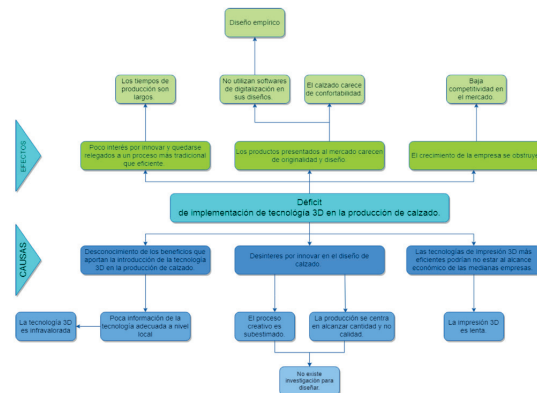 Diseño empírico
Los tiempos de
producción son
largos.
No utilizan softwares
de digitalización en
sus diseños.
El calzado carece
de confortabilidad.
Baja
competitividad en
el mercado.
EFECTOS
Poco interés por innovar y quedarse
relegados a un proceso más tradicional
que eficiente.
Los productos presentados al mercado carecen
de originalidad y diseño.
El crecimiento de la empresa se obstruye
Déficit
de implementación de tecnología 3D en la producción de calzado.
CAUSAS
Desconocimiento de los beneficios que
aportan la introducción de la tecnología
3D en la producción de calzado.
Desinteres por innovar en el diseño de
calzado.
Las tecnologías de impresión 3D más
eficientes podrían no estar al alcance
económico de las medianas empresas.
La tecnología 3D
es infravalorada
Poca información de la
tecnología adecuada a nivel
local.
El proceso
creativo es
subestimado.
La producción se centra
en alcanzar cantidad y no
calidad.
La impresión 3D
es lenta.
No existe
investigación para
diseñar.